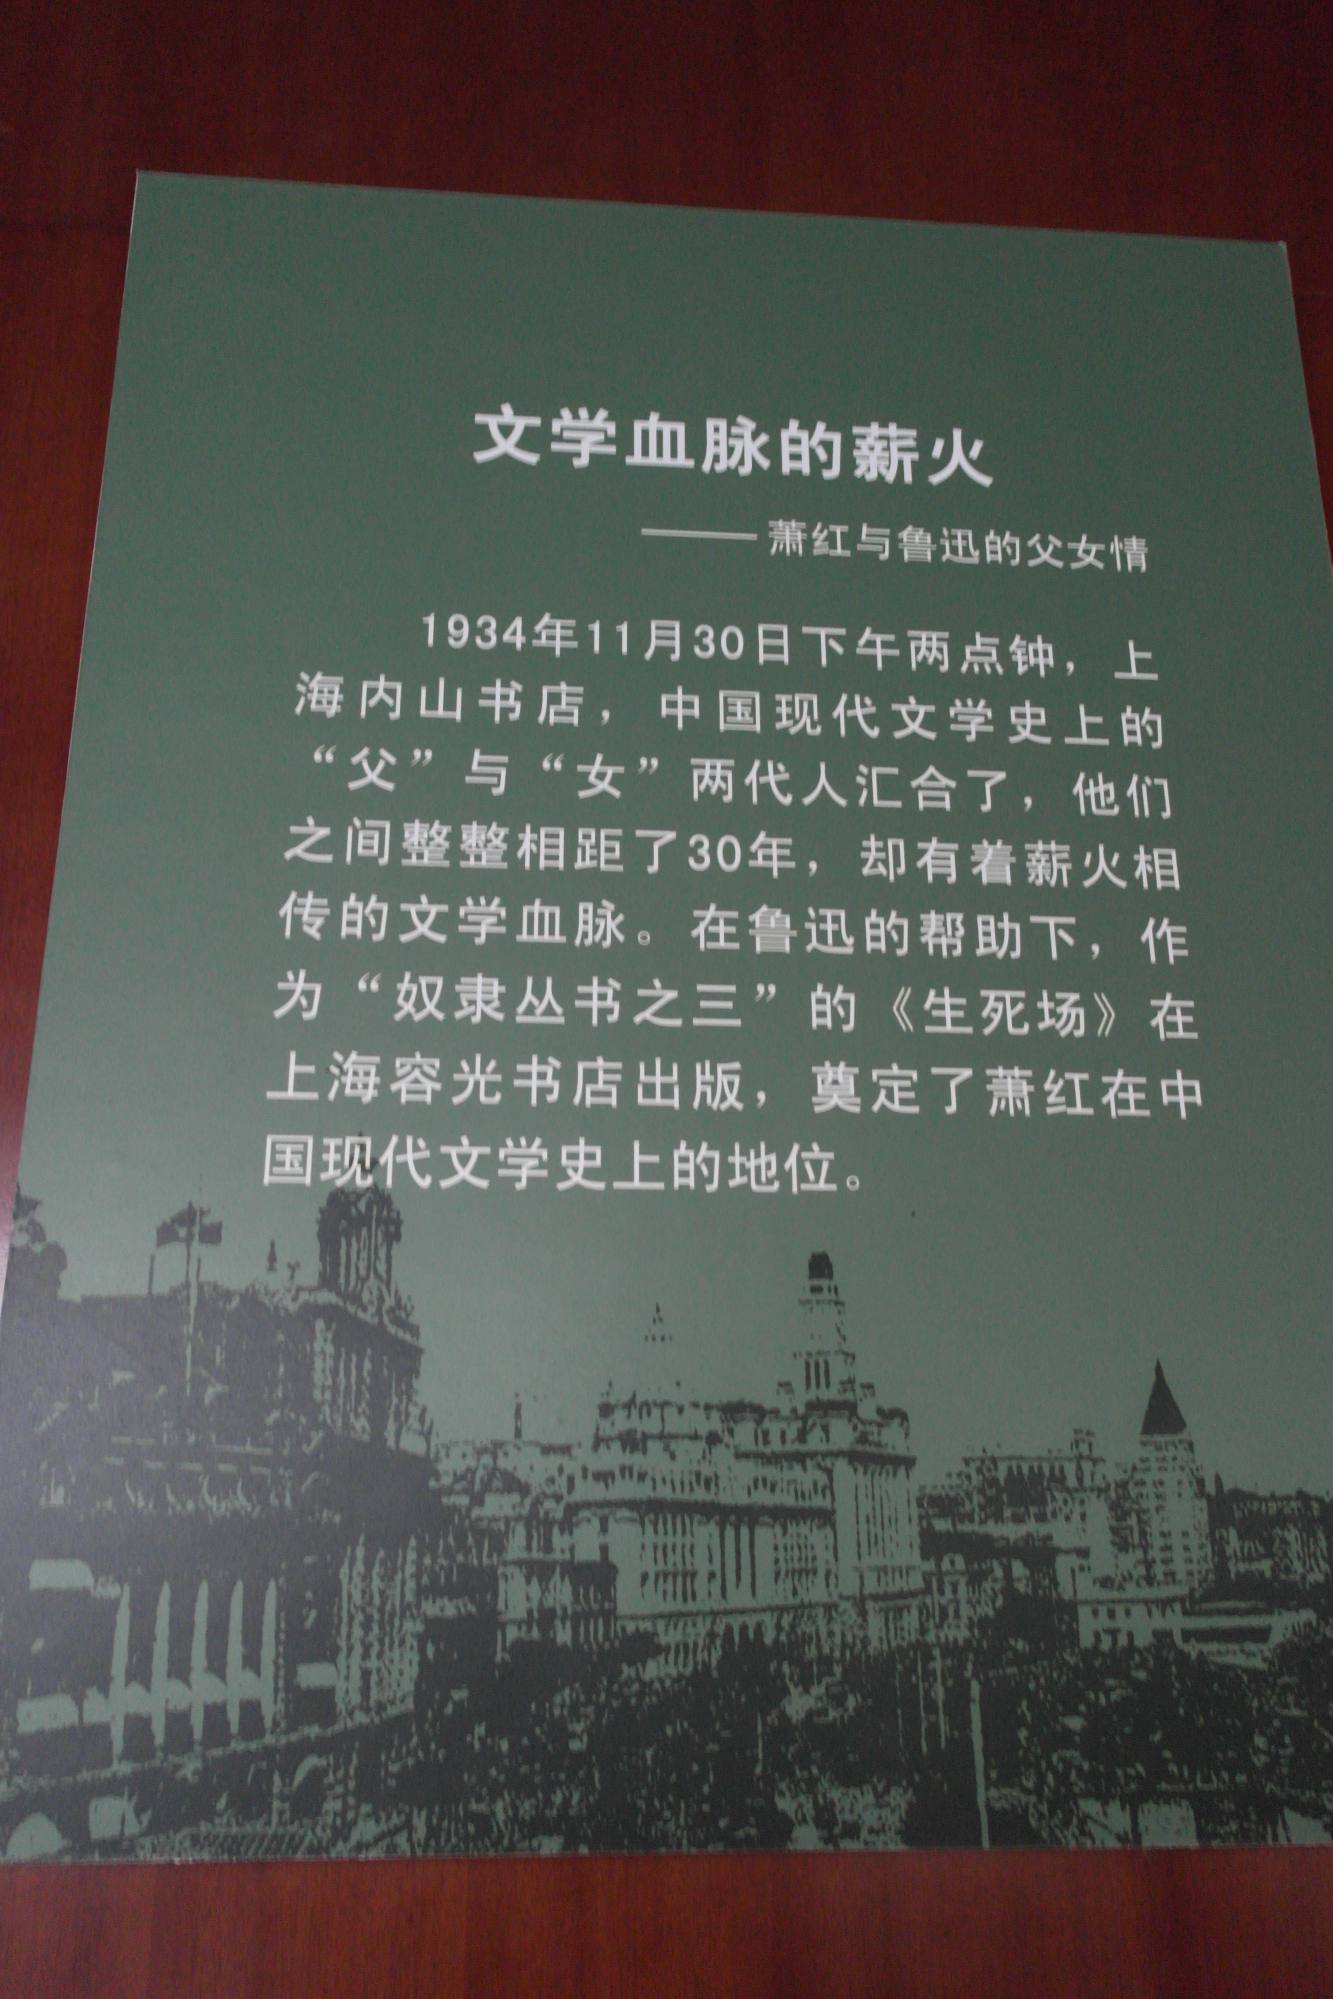 文学血脉的薪火
——萧红与鲁迅的父女情
1934年11月30日下午两点钟，上
海内山书店，中国现代文学史上的
“父”与“女”两代人汇合了，他们
之间整整相距了30年，却有着薪火相
传的文学血脉。在鲁迅的帮助下，作
为“奴隶丛书之三”的《生死场》在
上海容光书店出版，奠定了萧红在中
国现代文学史上的地位。